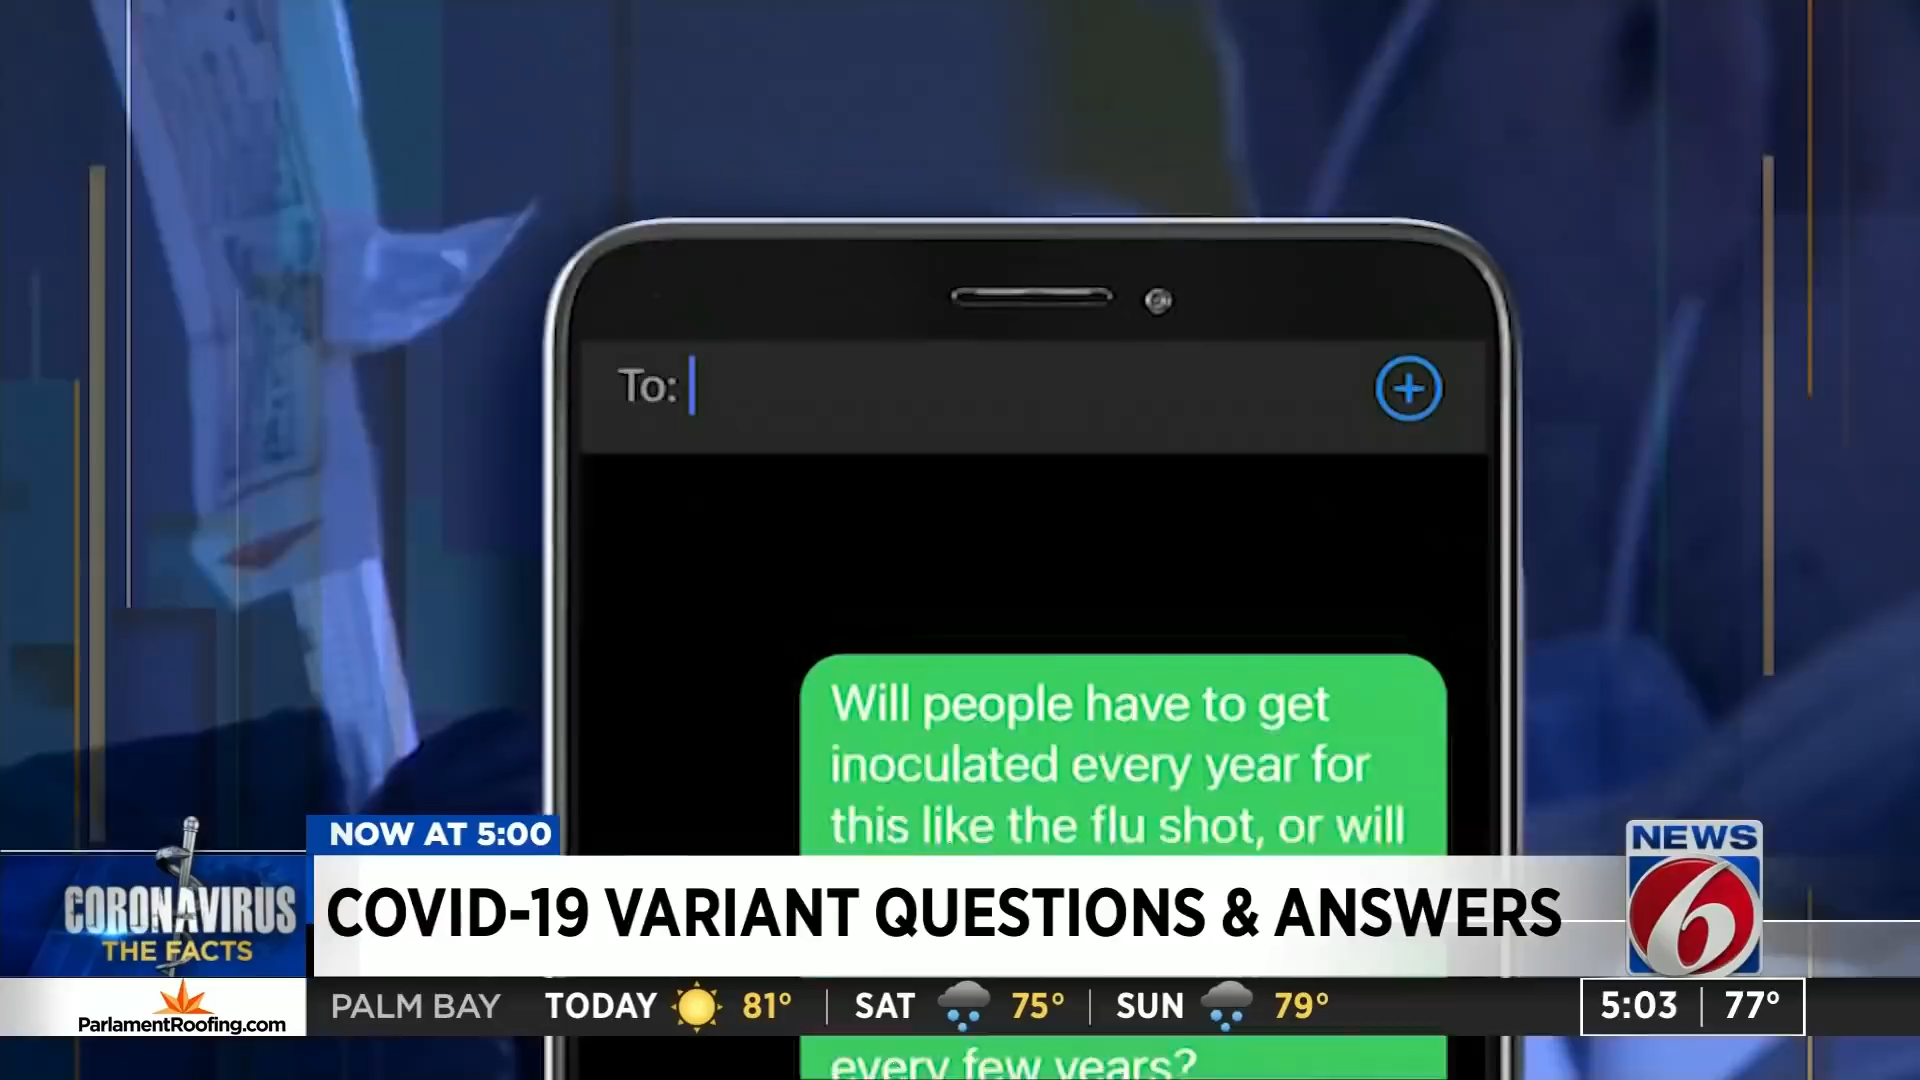 To:
Will people have to get
inoculated every year for
this like the flu shot, or will
every few years?
NOW AT 5:00
COVID-19 VARIANT QUESTIONS & ANSWERS
CORONAVIRUS
THE FACTS
NEWS
6
ParlamentRoofing.com
PALM BAY TODAY 81° SAT 75° SUN 79°
5:03 77°